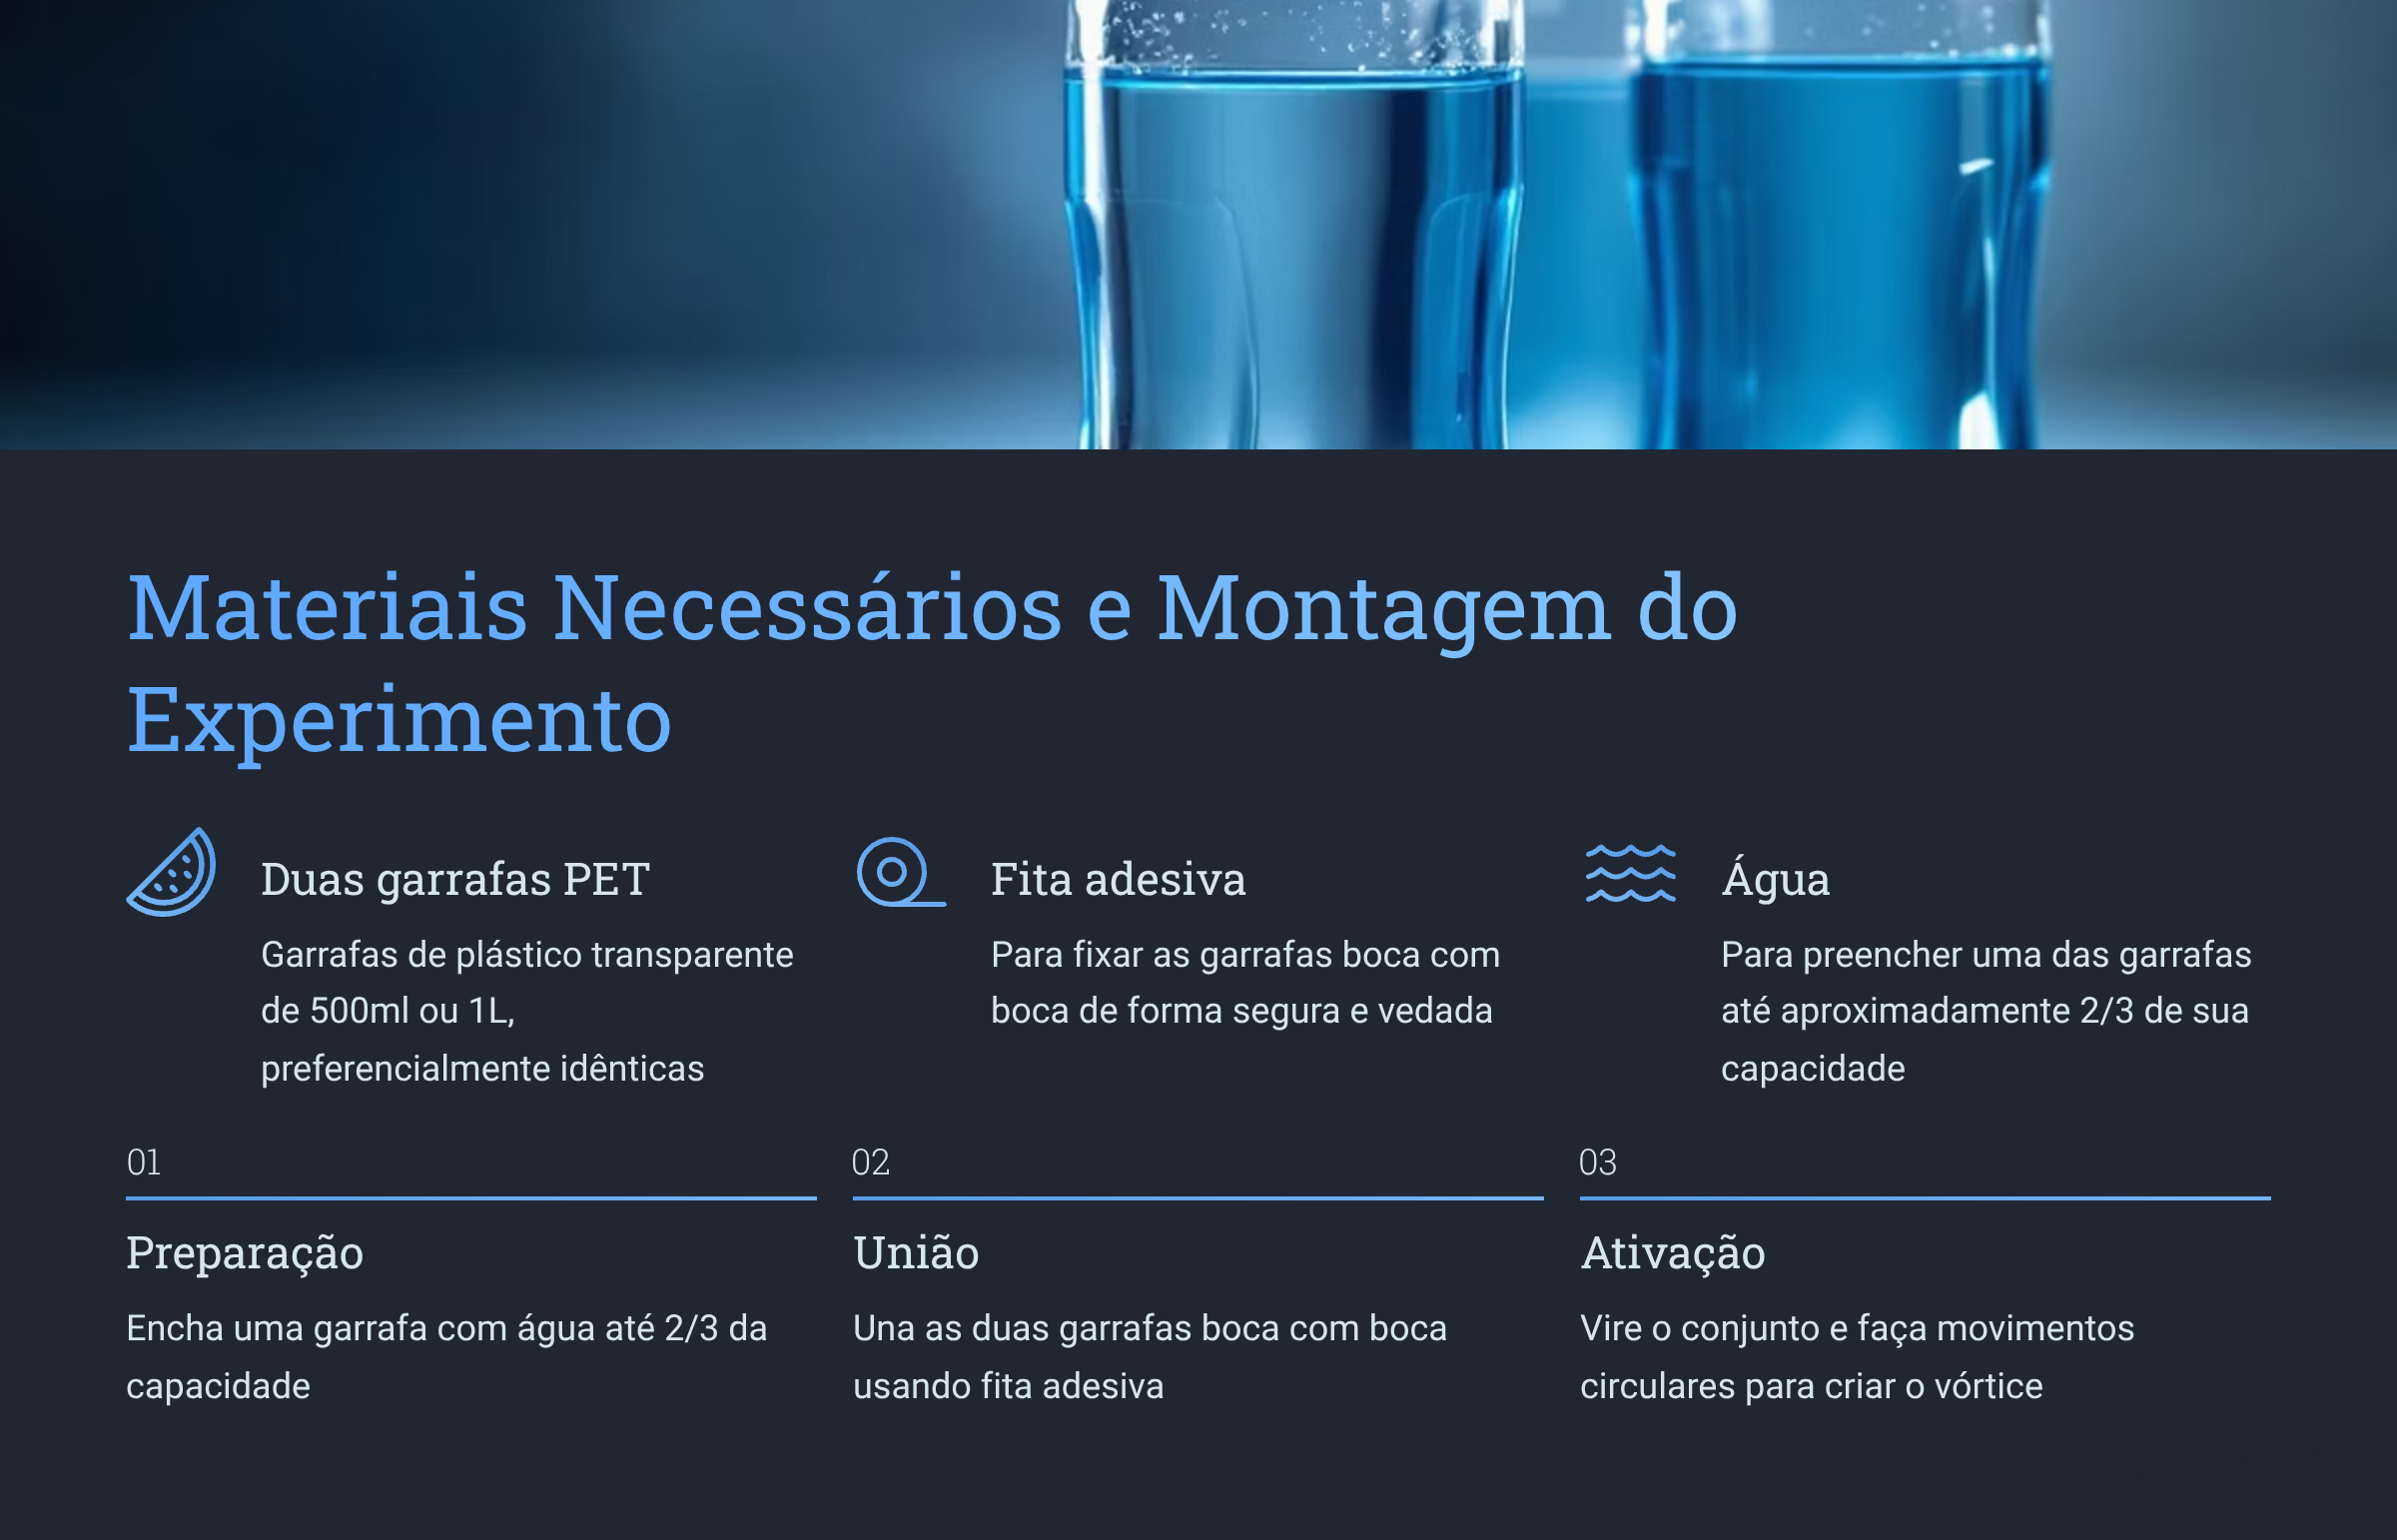 Materiais Necessários e Montagem do
Experimento
Duas garrafas PET
Garrafas de plástico transparente
de 500ml ou 1L,
preferencialmente idênticas
Fita adesiva
Para fixar as garrafas boca com
boca de forma segura e vedada
Água
Para preencher uma das garrafas
até aproximadamente 2/3 de sua
capacidade
01
Preparação
Encha uma garrafa com água até 2/3 da
capacidade
02
União
Una as duas garrafas boca com boca
usando fita adesiva
03
Ativação
Vire o conjunto e faça movimentos
circulares para criar o vórtice